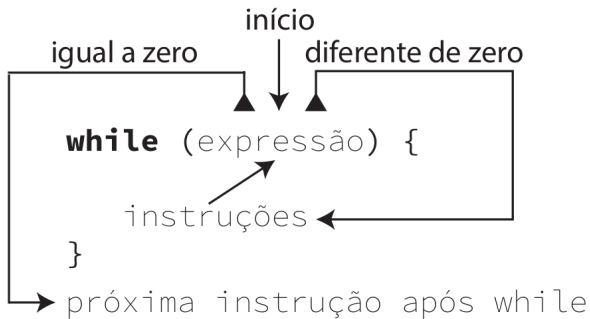 início
igual a zero diferente de zero
while (expressão) {
instruções
}
próxima instrução após while